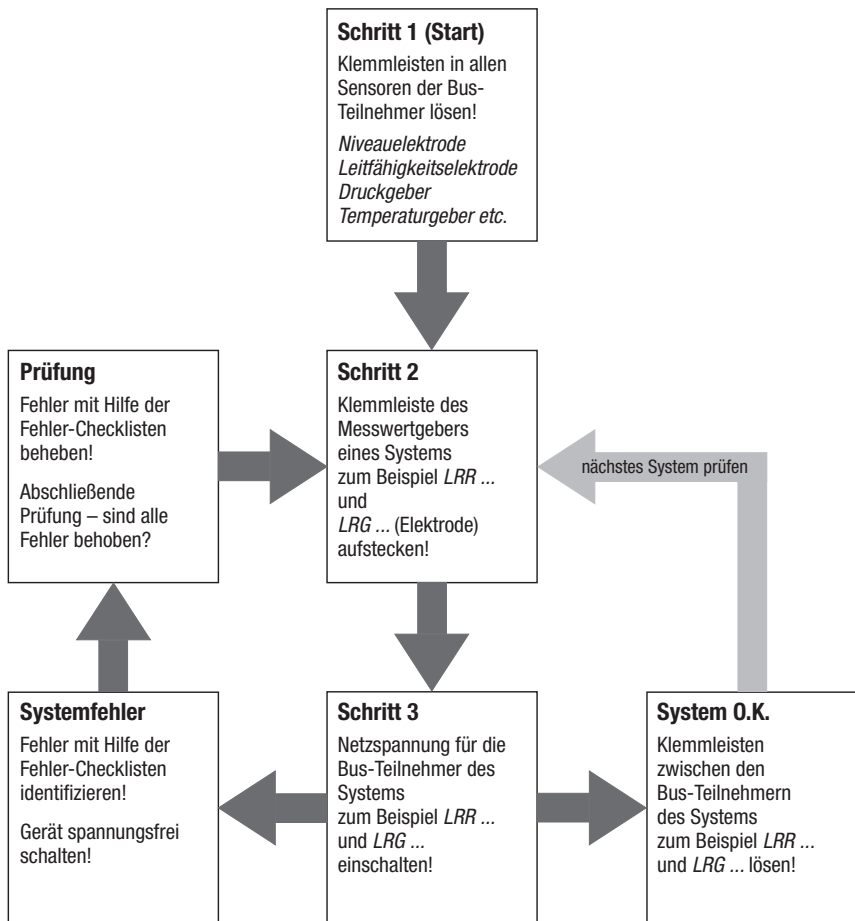 Schritt 1 (Start)
Klemmleisten in allen
Sensoren der Bus-
Teilnehmer lösen!
Niveauelektrode
Leitfähigkeitselektrode
Druckgeber
Temperaturgeber etc.
Prüfung
Fehler mit Hilfe der
Fehler-Checklisten
beheben!
Abschließende
Prüfung – sind alle
Fehler behoben?
Schritt 2
Klemmleiste des
Messwertgebers
eines Systems
zum Beispiel LRR ...
und
LRG ... (Elektrode)
aufstecken!
nächstes System prüfen
Systemfehler
Fehler mit Hilfe der
Fehler-Checklisten
identifizieren!
Gerät spannungsfrei
schalten!
Schritt 3
Netzspannung für die
Bus-Teilnehmer des
Systems
zum Beispiel LRR ...
und LRG ...
einschalten!
System O.K.
Klemmleisten
zwischen den
Bus-Teilnehmern
des Systems
zum Beispiel LRR ...
und LRG ... lösen!